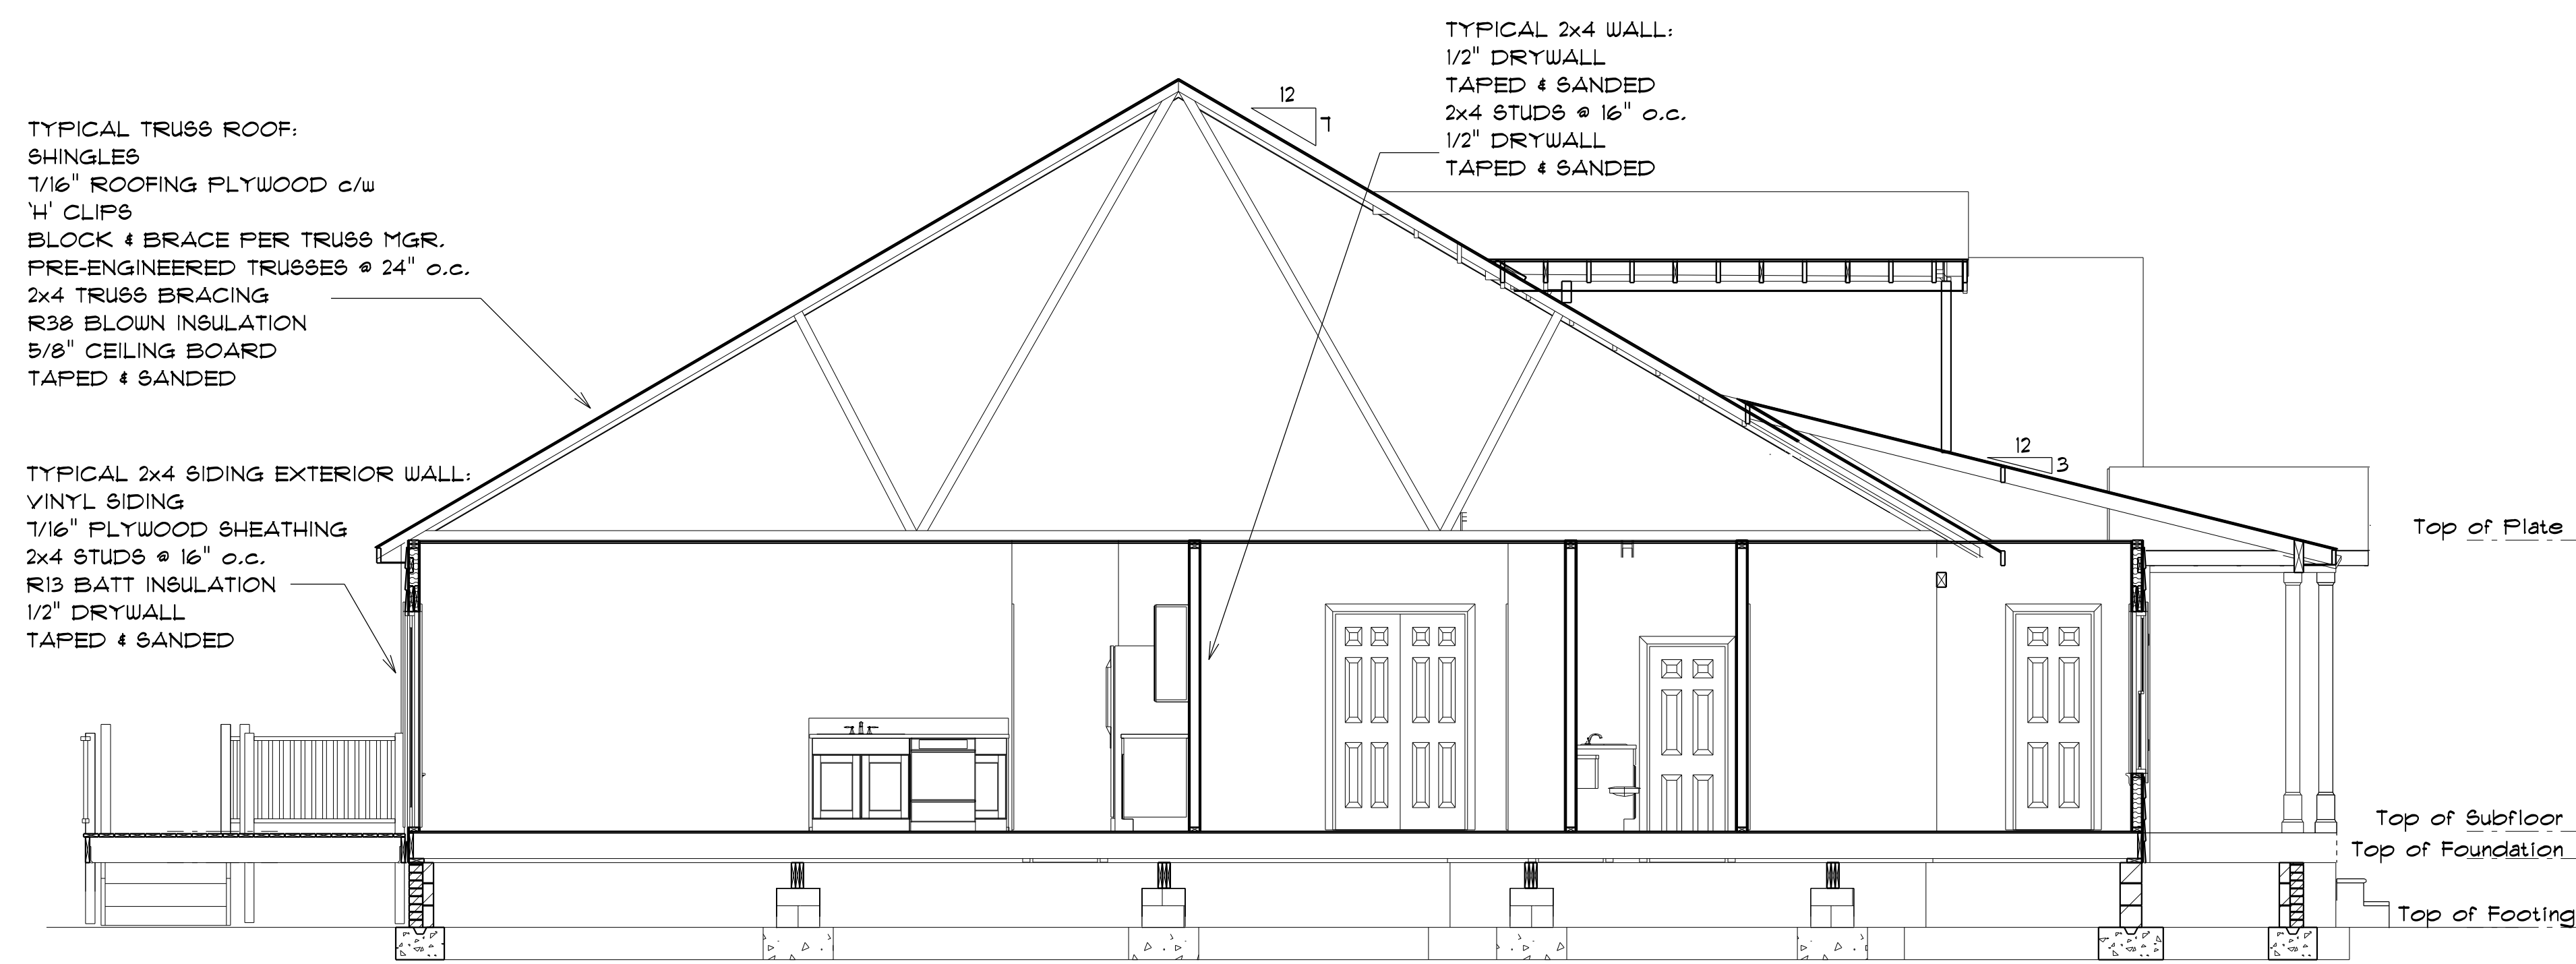 TYPICAL 2x4 WALL:
1/2" DRYWALL
TAPED & SANDED
2x4 STUDS @ 16" o.c.
1/2" DRYWALL
TAPED & SANDED
12
7
TYPICAL TRUSS ROOF:
SHINGLES
7/16" ROOFING PLYWOOD c/w
'H' CLIPS
BLOCK & BRACE PER TRUSS MGR.
PRE-ENGINEERED TRUSSES @ 24" o.c.
2x4 TRUSS BRACING
R38 BLOWN INSULATION
5/8" CEILING BOARD
TAPED & SANDED
12
3
TYPICAL 2x4 SIDING EXTERIOR WALL:
VINYL SIDING
7/16" PLYWOOD SHEATHING
2x4 STUDS @ 16" o.c.
R13 BATT INSULATION
1/2" DRYWALL
TAPED & SANDED
Top of Plate
Top of Subfloor
Top of Foundation
Top of Footing